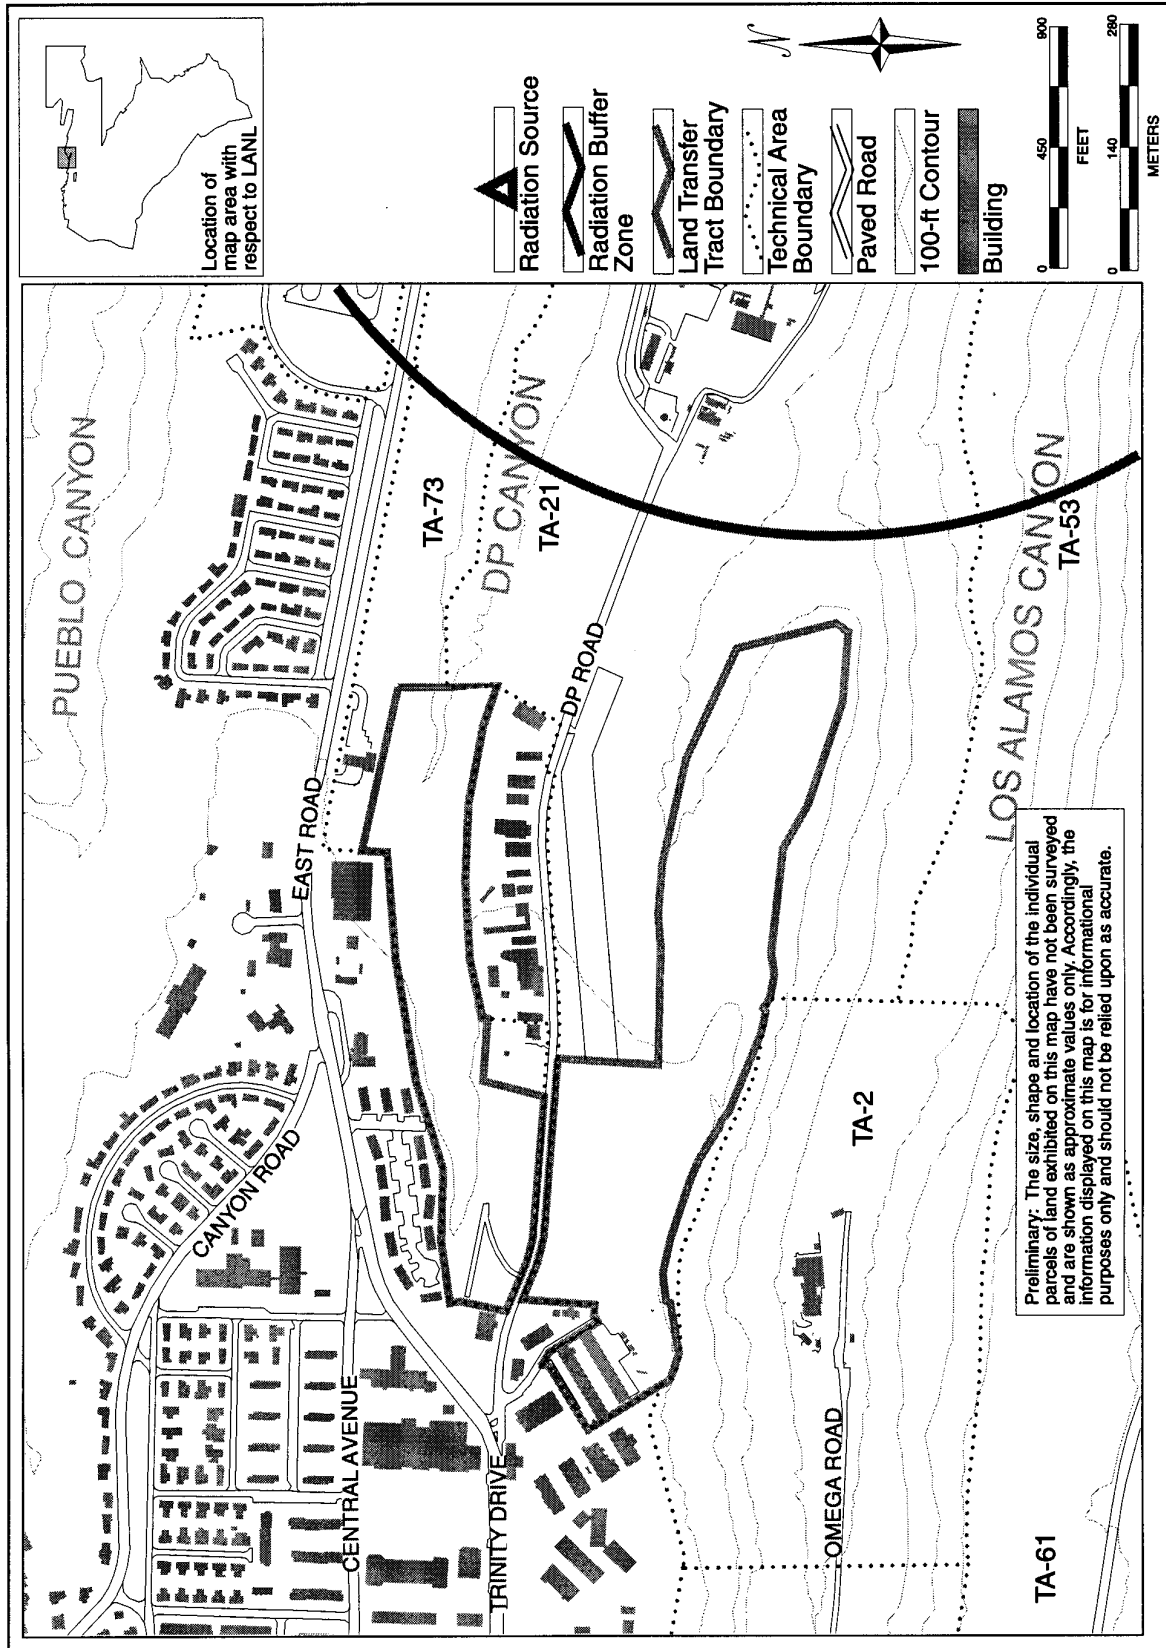 PUEBLO CANYON
CANYON ROAD
EAST ROAD
CENTRAL AVENUE
TRINITY DRIVE
TA-73
DP CANYON
TA-21
DP ROAD
OMEGA ROAD
TA-2
LOS ALAMOS CANYON
TA-53
TA-61
Preliminary: The size, shape and location of the individual
parcels of land exhibited on this map have not been surveyed
and are shown as approximate values only. Accordingly, the
information displayed on this map is for informational
purposes only and should not be relied upon as accurate.
Location of
map area with
respect to LANL
Radiation Source
Radiation Buffer
Zone
Land Transfer
Tract Boundary
Technical Area
Boundary
Paved Road
100-ft Contour
Building
N
0 450 900
FEET
0 140 280
METERS